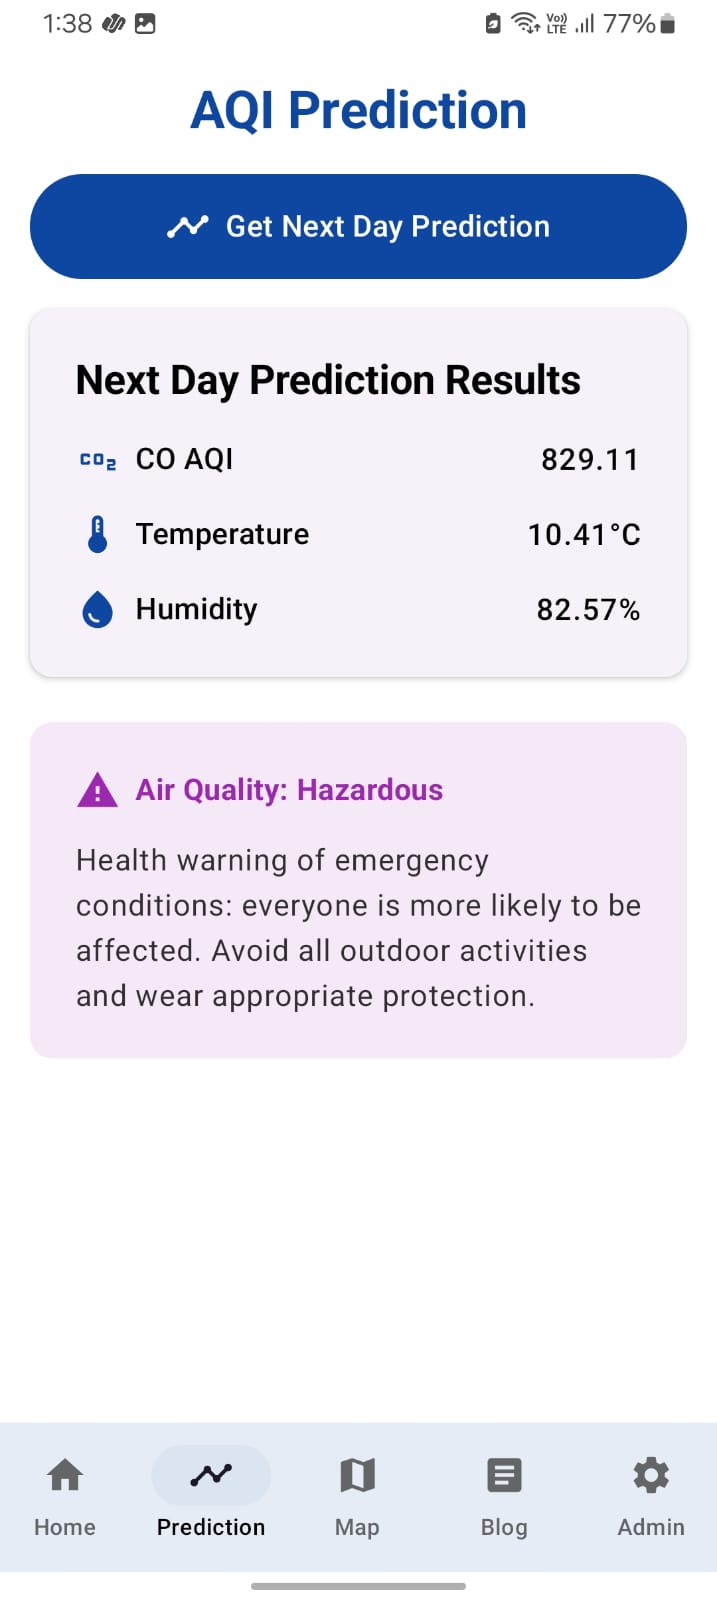 1:38 Vo)) LTE 77%
AQI Prediction
Get Next Day Prediction
Next Day Prediction Results
CO2 CO AQI 829.11
Temperature 10.41°C
Humidity 82.57%
Air Quality: Hazardous
Health warning of emergency
conditions: everyone is more likely to be
affected. Avoid all outdoor activities
and wear appropriate protection.
Home Prediction Map Blog Admin